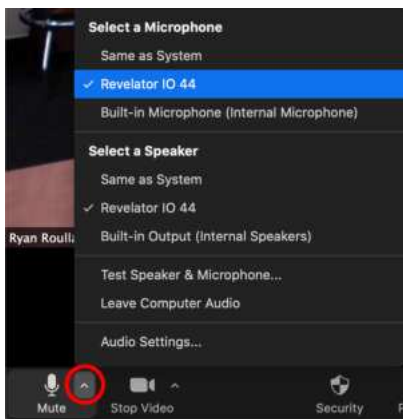 Select a Microphone
Same as System
✓ Revelator IO 44
Built-in Microphone (Internal Microphone)
Select a Speaker
Same as System
✓ Revelator IO 44
Built-in Output (Internal Speakers)
Ryan Roulla
Test Speaker & Microphone...
Leave Computer Audio
Audio Settings...
Mute
Stop Video
Security